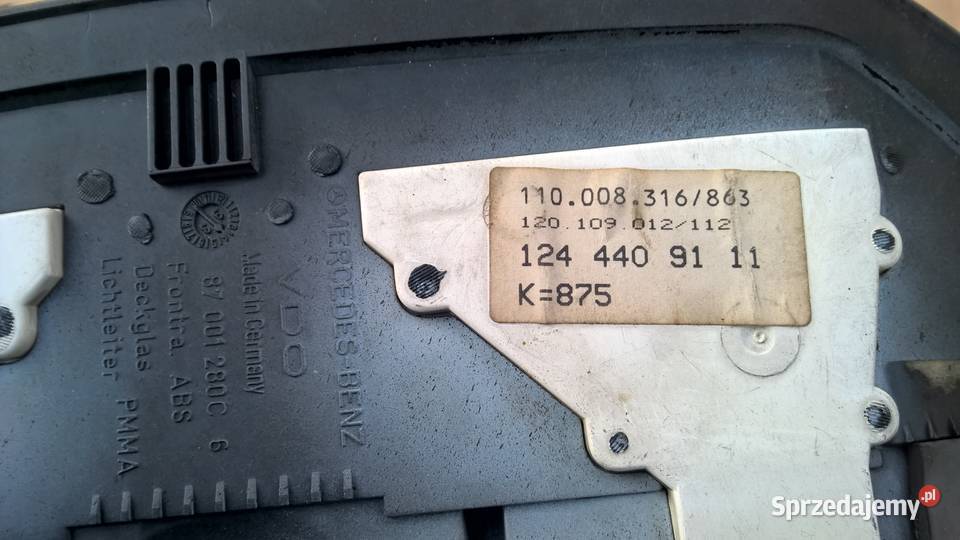 110.008.316/863
120.109.012/112
124 440 91 11
K=875
MERCEDES-BENZ
VDO
Made in Germany
87 001 280C 6
Frontra. ABS
Deckglas PMMA
Lichtleiter
Sprzedajemy.pl